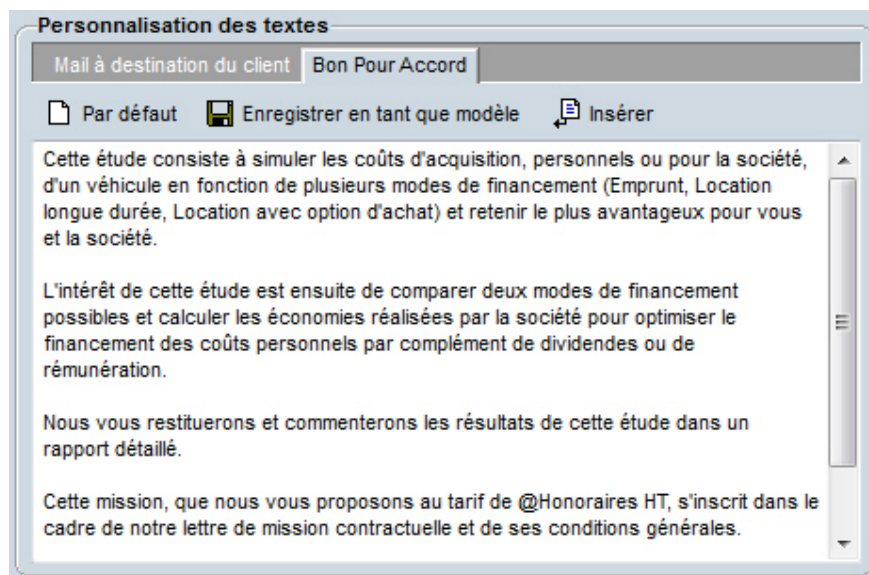 Personnalisation des textes
Mail à destination du client Bon Pour Accord
Par défaut Enregistrer en tant que modèle Insérer
Cette étude consiste à simuler les coûts d'acquisition, personnels ou pour la société,
d'un véhicule en fonction de plusieurs modes de financement (Emprunt, Location
longue durée, Location avec option d'achat) et retenir le plus avantageux pour vous
et la société.
L'intérêt de cette étude est ensuite de comparer deux modes de financement
possibles et calculer les économies réalisées par la société pour optimiser le
financement des coûts personnels par complément de dividendes ou de
rémunération.
Nous vous restituerons et commenterons les résultats de cette étude dans un
rapport détaillé.
Cette mission, que nous vous proposons au tarif de @Honoraires HT, s'inscrit dans le
cadre de notre lettre de mission contractuelle et de ses conditions générales.